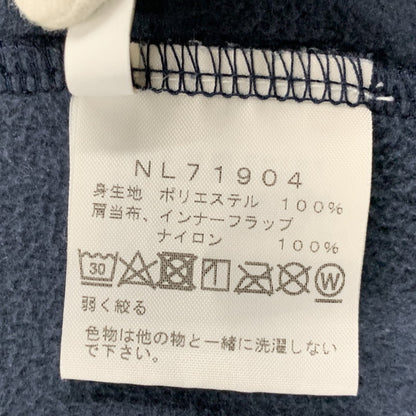 NL71904
身生地 ポリエステル 100%
肩当布、インナーフラップ
ナイロン 100%
30
W
弱く絞る
色物は他の物と一緒に洗濯しない
で下さい。